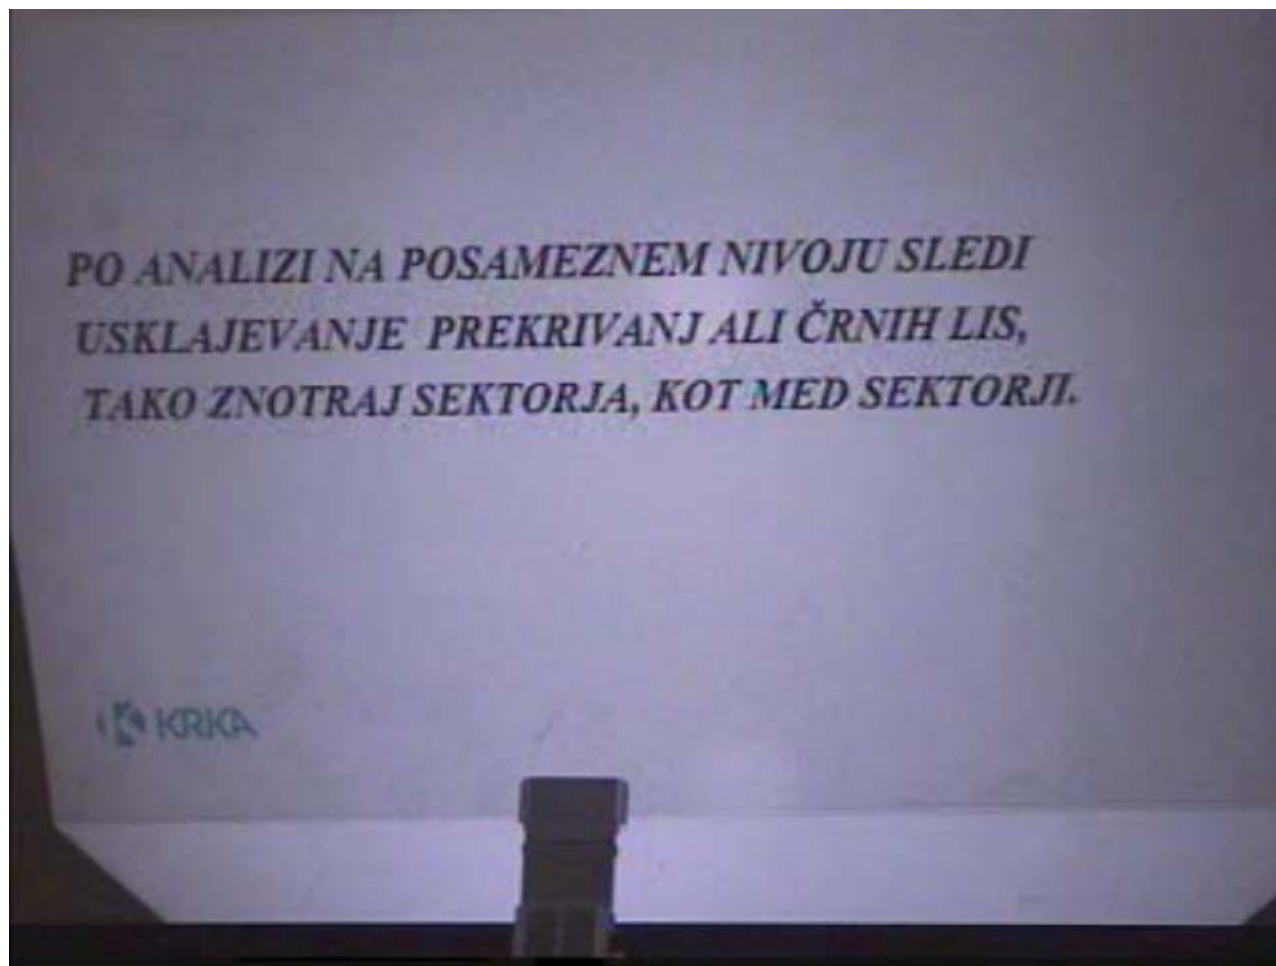 PO ANALIZI NA POSAMEZNEM NIVOJU SLEDI
USKLAJEVANJE PREKRIVANJ ALI ČRNIH LIS,
TAKO ZNOTRAJ SEKTORJA, KOT MED SEKTORJI.
KRKA